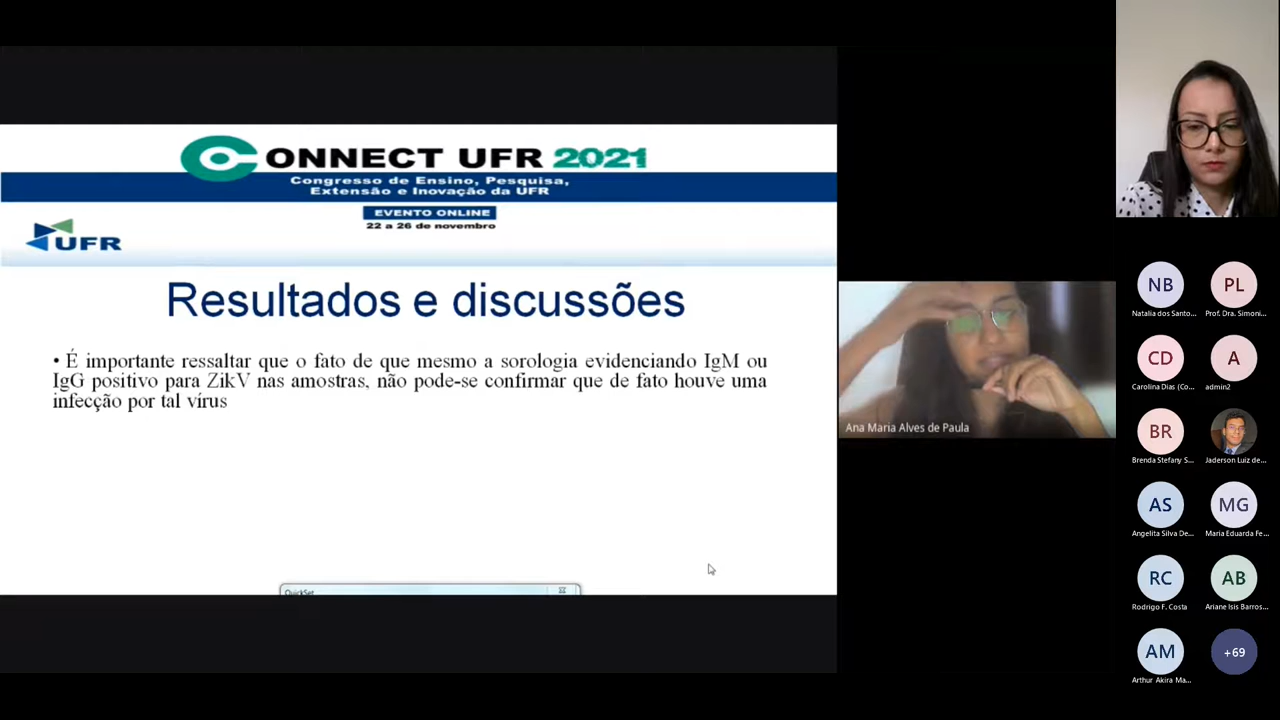 CONNECT UFR 2021
Congresso de Ensino, Pesquisa,
Extensão e Inovação da UFR
EVENTO ONLINE
22 a 26 de novembro
UFR
Resultados e discussões
• É importante ressaltar que o fato de que mesmo a sorologia evidenciando IgM ou
IgG positivo para ZikV nas amostras, não pode-se confirmar que de fato houve uma
infecção por tal vírus
QuickSet
Ana Maria Alves de Paula
NB
PL
Natalia dos Santo...
Prof. Dra. Simoni...
CD
A
Carolina Dias (Co...
admin2
BR
Brenda Stefany S...
Jaderson Luiz de...
AS
MG
Angelita Silva De...
Maria Eduarda Fe...
RC
AB
Rodrigo F. Costa
Ariane Isis Barros...
AM
+69
Arthur Akira Ma...